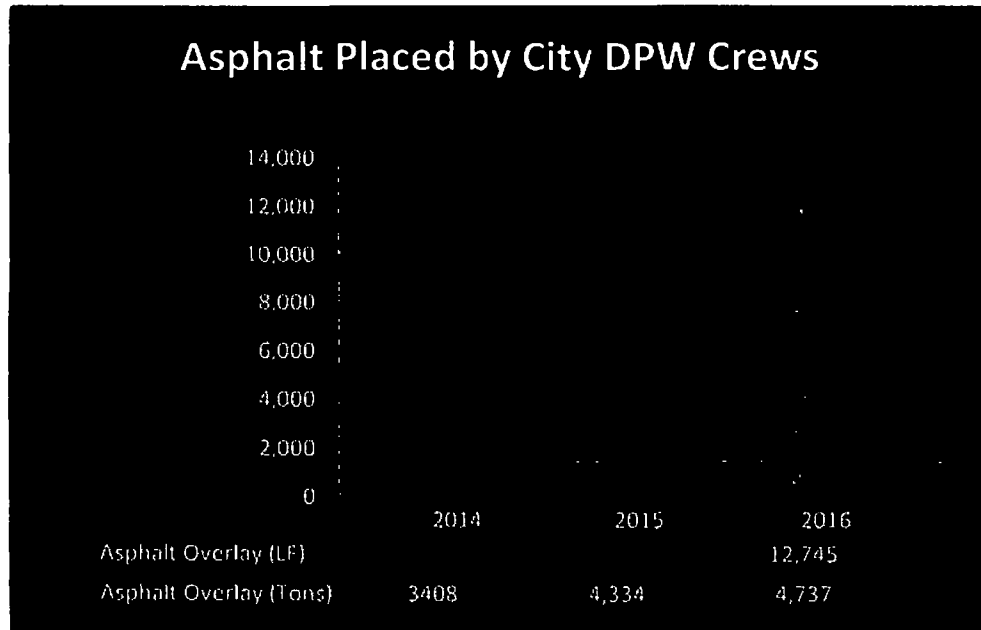 Asphalt Placed by City DPW Crews
14,000
12,000
10,000
8,000
6,000
4,000
2,000
0
2014 2015 2016
Asphalt Overlay (LF) 12,745
Asphalt Overlay (Tons) 3408 4,334 4,737